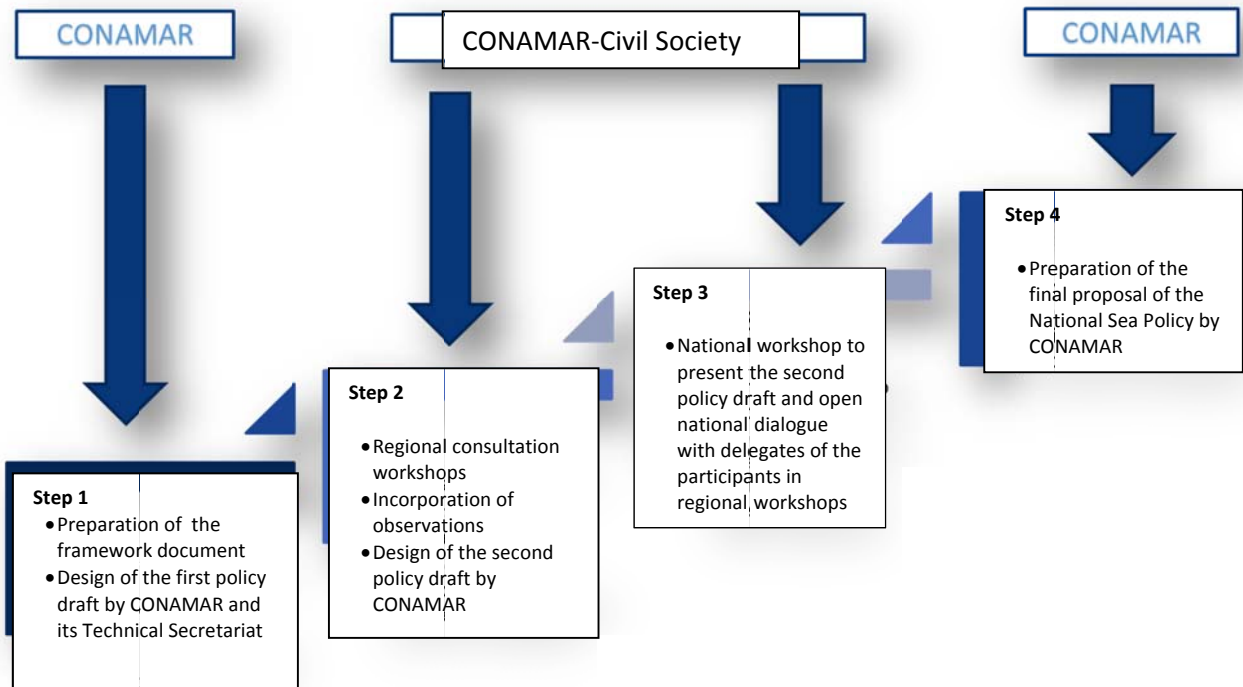 CONAMAR
CONAMAR-Civil Society
CONAMAR
Step 1
•Preparation of the
framework document
•Design of the first policy
draft by CONAMAR and
its Technical Secretariat
Step 2
•Regional consultation
workshops
•Incorporation of
observations
•Design of the second
policy draft by
CONAMAR
Step 3
•National workshop to
present the second
policy draft and open
national dialogue
with delegates of the
participants in
regional workshops
Step 4
•Preparation of the
final proposal of the
National Sea Policy by
CONAMAR